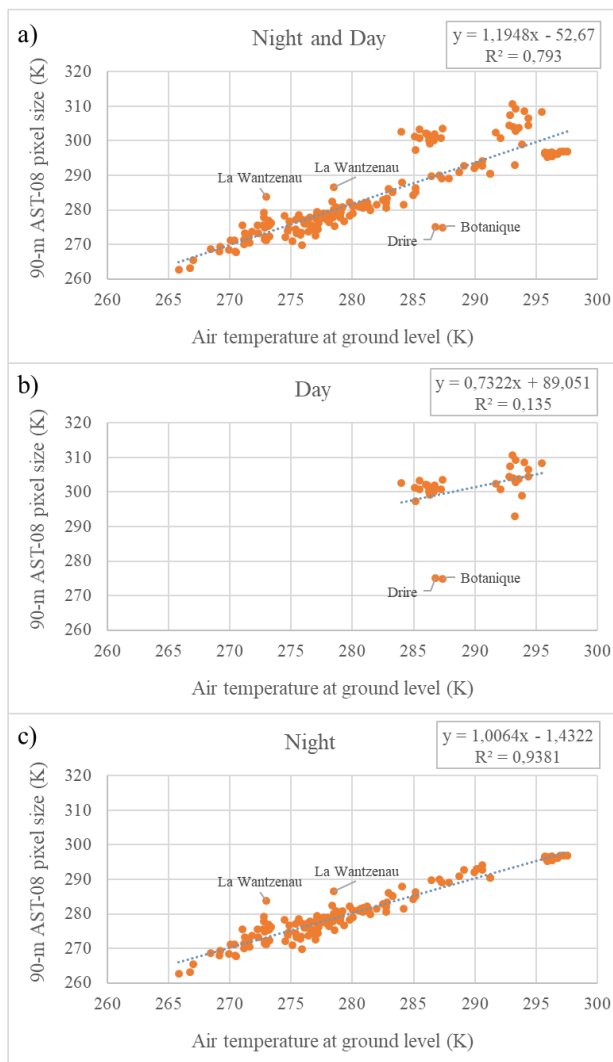 a)
Night and Day
y = 1,1948x - 52,67
R² = 0,793
90-m AST-08 pixel size (K)
320
310
300
290
280
270
260
La Wantzenau
La Wantzenau
Drire
Botanique
260 265 270 275 280 285 290 295 300
Air temperature at ground level (K)
b)
Day
y = 0,7322x + 89,051
R² = 0,135
90-m AST-08 pixel size (K)
320
310
300
290
280
270
260
Drire
Botanique
260 265 270 275 280 285 290 295 300
Air temperature at ground level (K)
c)
Night
y = 1,0064x - 1,4322
R² = 0,9381
90-m AST-08 pixel size (K)
320
310
300
290
280
270
260
La Wantzenau
La Wantzenau
260 265 270 275 280 285 290 295 300
Air temperature at ground level (K)